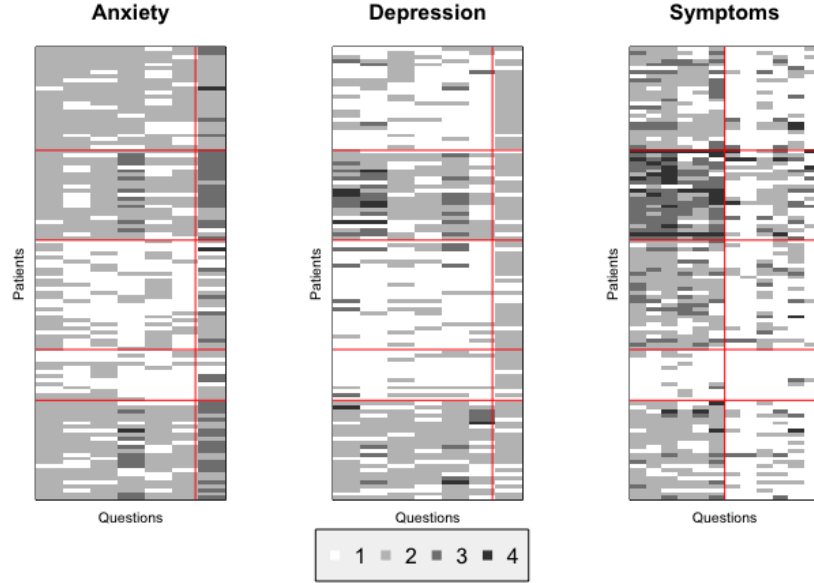 Anxiety Depression Symptoms
Patients Patients Patients
Questions Questions Questions
1 2 3 4